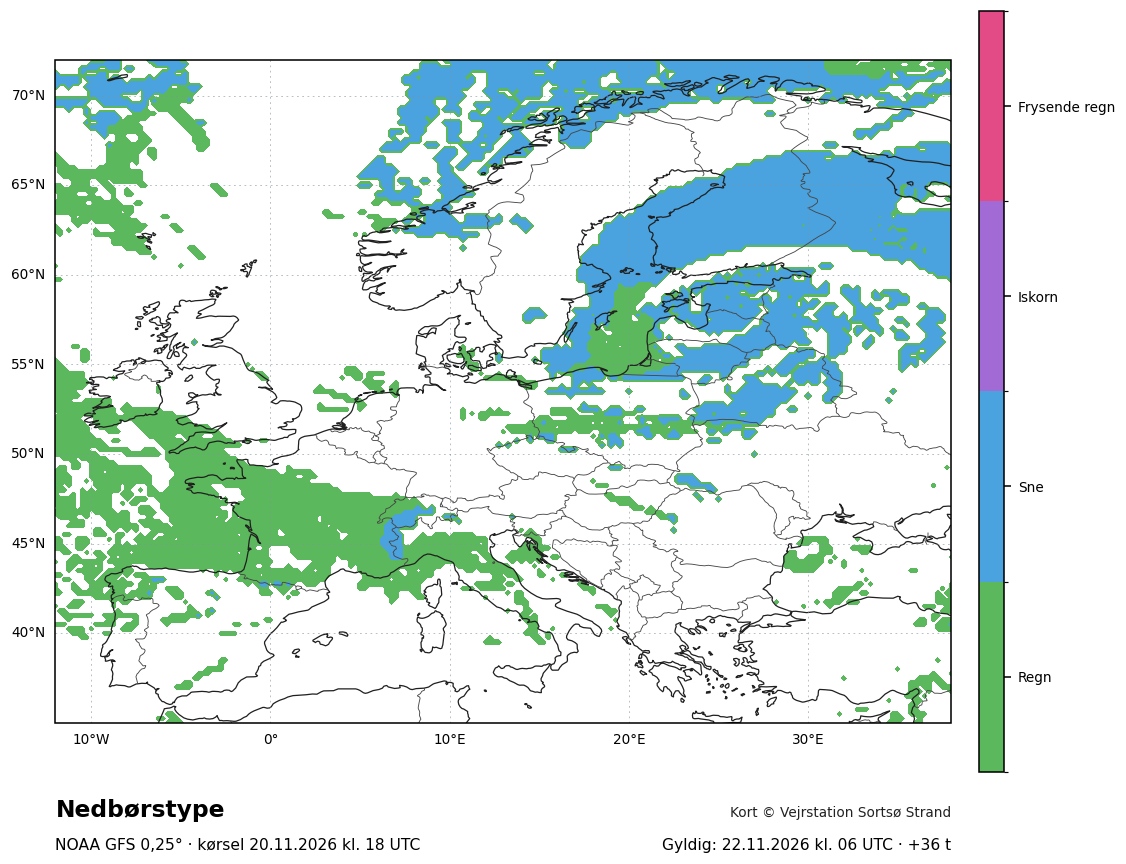 70°N
65°N
60°N
55°N
50°N
45°N
40°N
10°W
0°
10°E
20°E
30°E
Frysende regn
Iskorn
Sne
Regn
Nedbørstype
Kort © Vejrstation Sortsø Strand
NOAA GFS 0,25° · kørsel 20.11.2026 kl. 18 UTC
Gyldig: 22.11.2026 kl. 06 UTC · +36 t